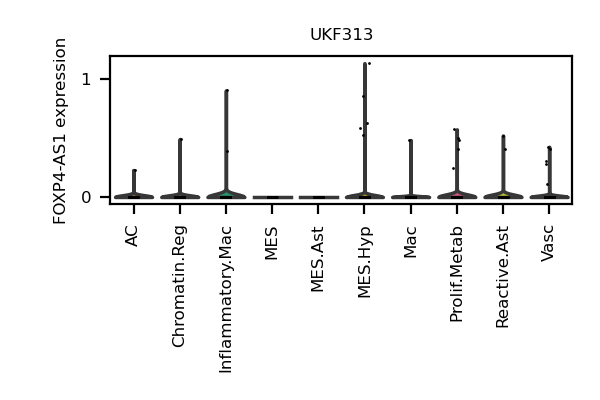 UKF313
FOXP4-AS1 expression
1
0
AC
Chromatin.Reg
Inflammatory.Mac
MES
MES.Ast
MES.Hyp
Mac
Prolif.Metab
Reactive.Ast
Vasc